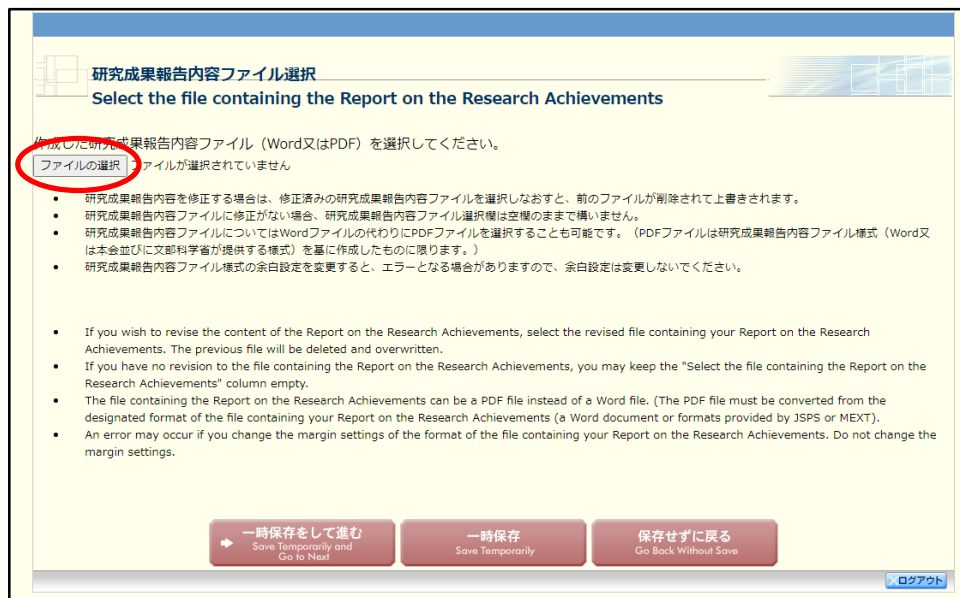 研究成果報告内容ファイル選択
Select the file containing the Report on the Research Achievements
作成した研究成果報告内容ファイル（Word又はPDF）を選択してください。
ファイルの選択 ファイルが選択されていません
• 研究成果報告内容を修正する場合は、修正済みの研究成果報告内容ファイルを選択しなおすと、前のファイルが削除されて上書きされます。
• 研究成果報告内容ファイルに修正がない場合、研究成果報告内容ファイル選択欄は空欄のままで構いません。
• 研究成果報告内容ファイルについてはWordファイルの代わりにPDFファイルを選択することも可能です。（PDFファイルは研究成果報告内容ファイル様式（Word又
は本会並びに文部科学省が提供する様式）を基に作成したものに限ります。）
• 研究成果報告内容ファイル様式の余白設定を変更すると、エラーとなる場合がありますので、余白設定は変更しないでください。
• If you wish to revise the content of the Report on the Research Achievements, select the revised file containing your Report on the Research
Achievements. The previous file will be deleted and overwritten.
• If you have no revision to the file containing the Report on the Research Achievements, you may keep the "Select the file containing the Report on the
Research Achievements" column empty.
• The file containing the Report on the Research Achievements can be a PDF file instead of a Word file. (The PDF file must be converted from the
designated format of the file containing your Report on the Research Achievements (a Word document or formats provided by JSPS or MEXT).
• An error may occur if you change the margin settings of the format of the file containing your Report on the Research Achievements. Do not change the
margin settings.
一時保存をして進む
Save Temporarily and
Go to Next
一時保存
Save Temporarily
保存せずに戻る
Go Back Without Save
ログアウト